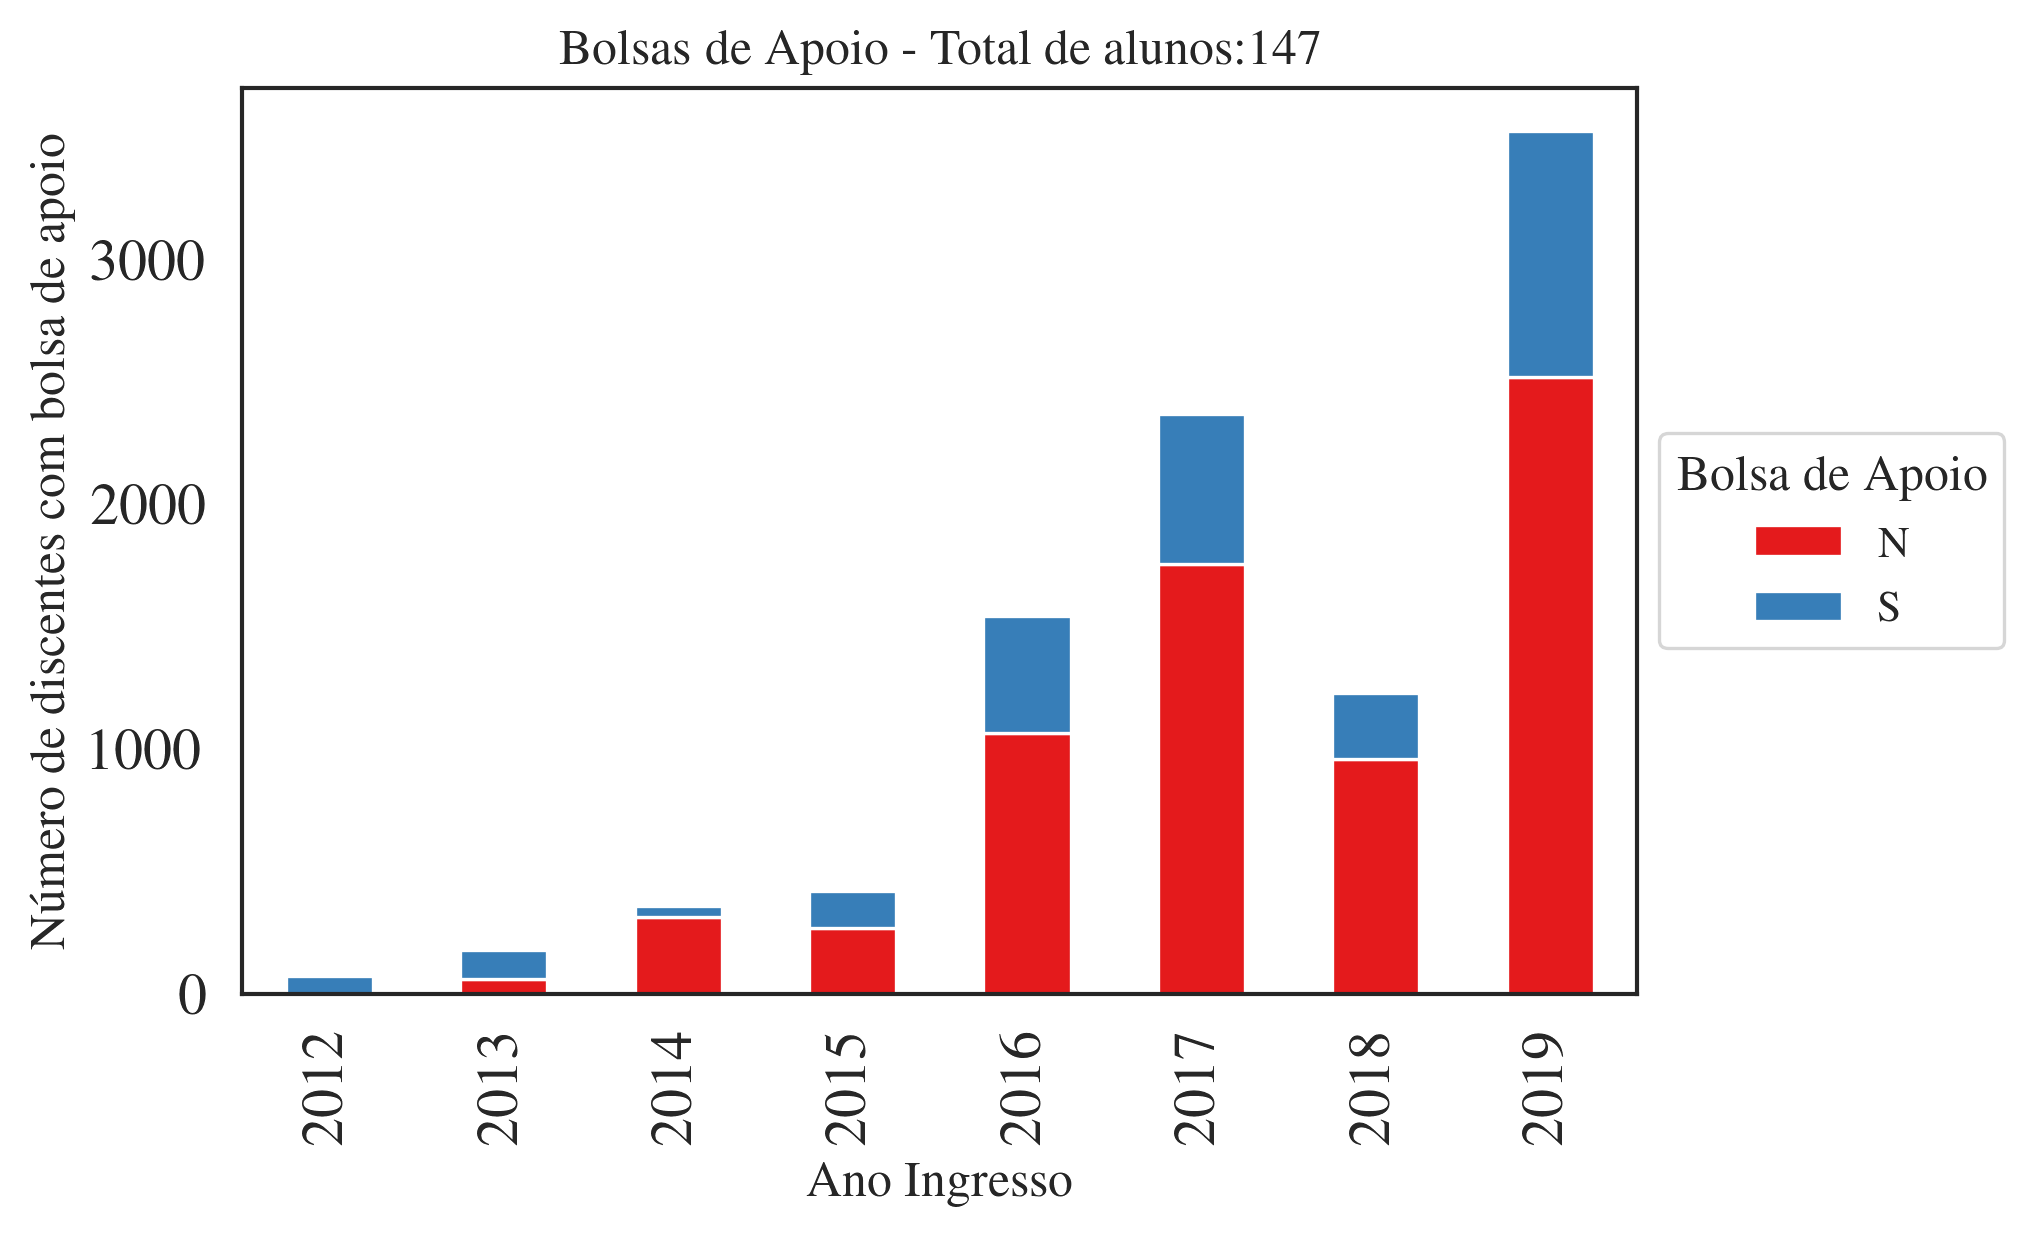 Bolsas de Apoio - Total de alunos:147
Número de discentes com bolsa de apoio
3000
2000
1000
0
2012
2013
2014
2015
2016
2017
2018
2019
Ano Ingresso
Bolsa de Apoio
N
S